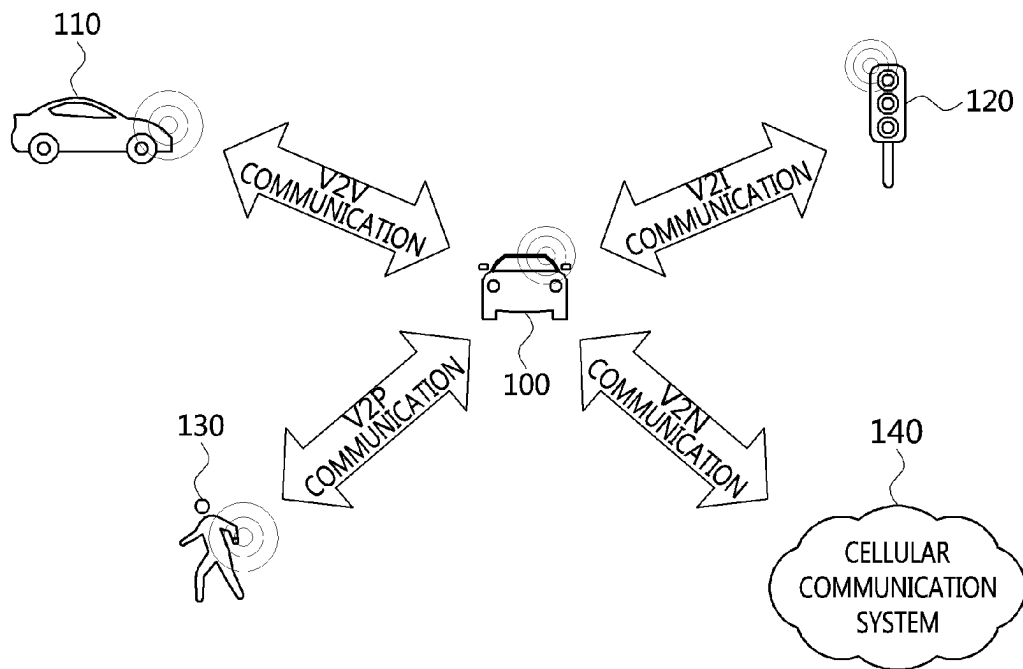 110
120
V2V
COMMUNICATION
V2I
COMMUNICATION
100
V2P
COMMUNICATION
V2N
COMMUNICATION
130
140
CELLULAR
COMMUNICATION
SYSTEM